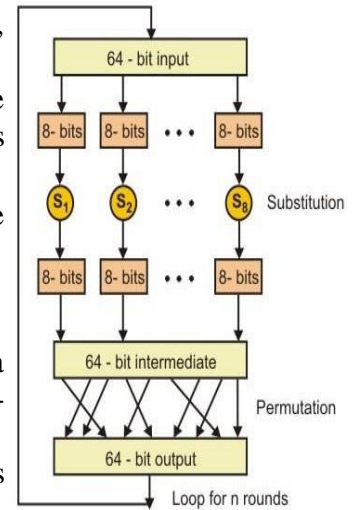 ,
64 - bit input
e
8- bits 8- bits • • • 8- bits
s
S1 S2 • • • S8 Substitution
e
8- bits 8- bits • • • 8- bits
64 - bit intermediate
a
-
Permutation
64 - bit output
s
Loop for n rounds